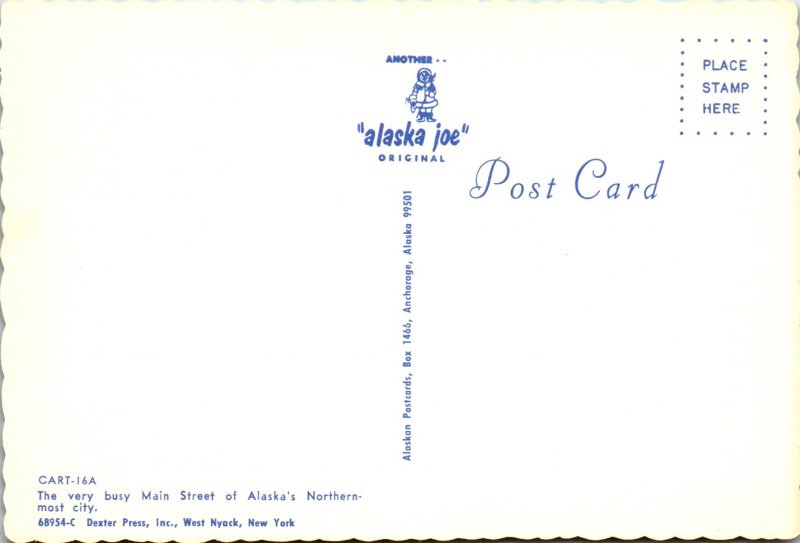 ANOTHER--
"alaska joe"
ORIGINAL
PLACE
STAMP
HERE
Post Card
Alaskan Postcards, Box 1466, Anchorage, Alaska 99501
CART-16A
The very busy Main Street of Alaska's Northern-
most city.
68954-C Dexter Press, Inc., West Nyack, New York